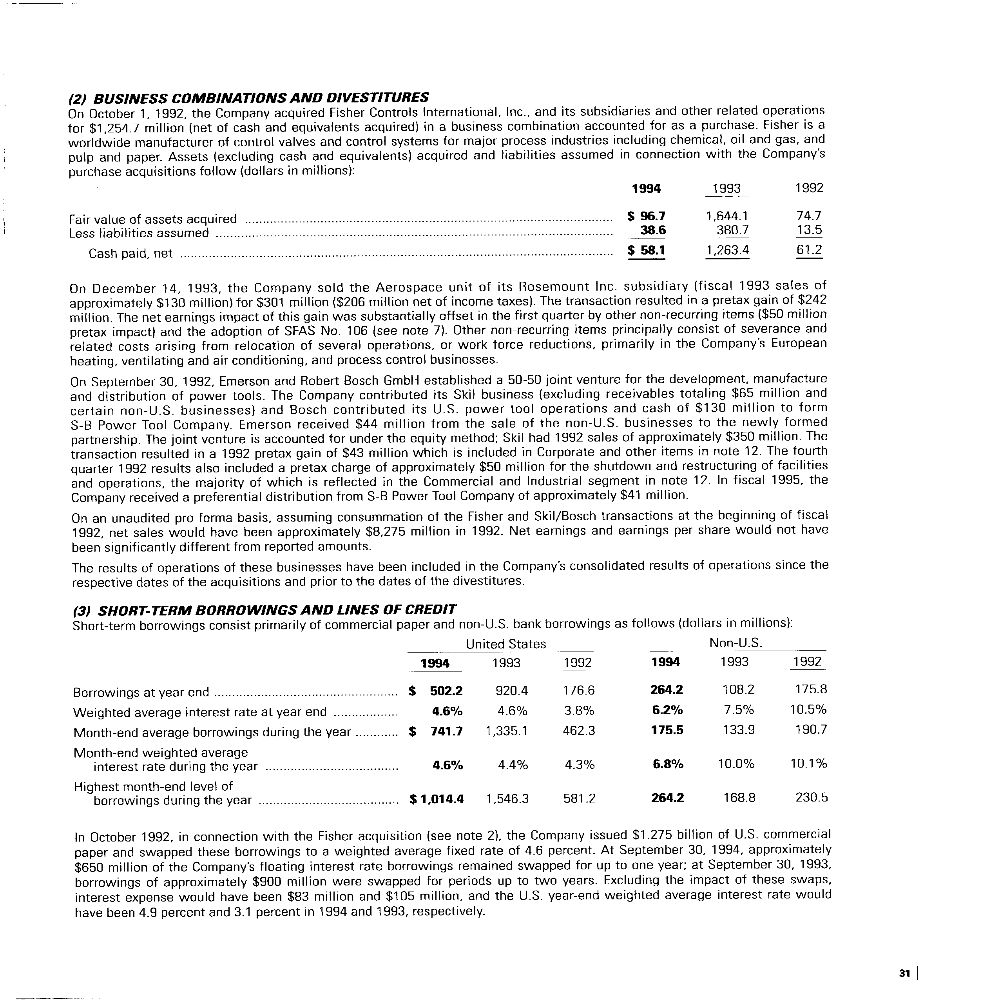 (2) BUSINESS COMBINATIONS AND DIVESTITURES
On October 1, 1992, the Company acquired Fisher Controls International, Inc., and its subsidiaries and other related operations
for $1,254.7 million (net of cash and equivalents acquired) in a business combination accounted for as a purchase. Fisher is a
worldwide manufacturer of control valves and control systems for major process industries including chemical, oil and gas, and
pulp and paper. Assets (excluding cash and equivalents) acquired and liabilities assumed in connection with the Company's
purchase acquisitions follow (dollars in millions):
1994 1993 1992
Fair value of assets acquired $ 96.7 1,644.1 74.7
Less liabilities assumed 38.6 380.7 13.5
Cash paid, net $ 58.1 1,263.4 61.2
On December 14, 1993, the Company sold the Aerospace unit of its Rosemount Inc. subsidiary (fiscal 1993 sales of
approximately $130 million) for $301 million ($206 million net of income taxes). The transaction resulted in a pretax gain of $242
million. The net earnings impact of this gain was substantially offset in the first quarter by other non-recurring items ($50 million
pretax impact) and the adoption of SFAS No. 106 (see note 7). Other non-recurring items principally consist of severance and
related costs arising from relocation of several operations, or work force reductions, primarily in the Company's European
heating, ventilating and air conditioning, and process control businesses.
On September 30, 1992, Emerson and Robert Bosch GmbH established a 50-50 joint venture for the development, manufacture
and distribution of power tools. The Company contributed its Skil business (excluding receivables totaling $65 million and
certain non-U.S. businesses) and Bosch contributed its U.S. power tool operations and cash of $130 million to form
S-B Power Tool Company. Emerson received $44 million from the sale of the non-U.S. businesses to the newly formed
partnership. The joint venture is accounted for under the equity method; Skil had 1992 sales of approximately $350 million. The
transaction resulted in a 1992 pretax gain of $43 million which is included in Corporate and other items in note 12. The fourth
quarter 1992 results also included a pretax charge of approximately $50 million for the shutdown and restructuring of facilities
and operations, the majority of which is reflected in the Commercial and Industrial segment in note 12. In fiscal 1995, the
Company received a preferential distribution from S-B Power Tool Company of approximately $41 million.
On an unaudited pro forma basis, assuming consummation of the Fisher and Skil/Bosch transactions at the beginning of fiscal
1992, net sales would have been approximately $8,275 million in 1992. Net earnings and earnings per share would not have
been significantly different from reported amounts.
The results of operations of these businesses have been included in the Company's consolidated results of operations since the
respective dates of the acquisitions and prior to the dates of the divestitures.
(3) SHORT-TERM BORROWINGS AND LINES OF CREDIT
Short-term borrowings consist primarily of commercial paper and non-U.S. bank borrowings as follows (dollars in millions):
United States Non-U.S.
1994 1993 1992 1994 1993 1992
Borrowings at year end $ 502.2 920.4 176.6 264.2 108.2 175.8
Weighted average interest rate at year end 4.6% 4.6% 3.8% 6.2% 7.5% 10.5%
Month-end average borrowings during the year $ 741.7 1,335.1 462.3 175.5 133.9 190.7
Month-end weighted average
interest rate during the year 4.6% 4.4% 4.3% 6.8% 10.0% 10.1%
Highest month-end level of
borrowings during the year $ 1,014.4 1,546.3 581.2 264.2 168.8 230.5
In October 1992, in connection with the Fisher acquisition (see note 2), the Company issued $1.275 billion of U.S. commercial
paper and swapped these borrowings to a weighted average fixed rate of 4.6 percent. At September 30, 1994, approximately
$650 million of the Company's floating interest rate borrowings remained swapped for up to one year; at September 30, 1993,
borrowings of approximately $900 million were swapped for periods up to two years. Excluding the impact of these swaps,
interest expense would have been $83 million and $105 million, and the U.S. year-end weighted average interest rate would
have been 4.9 percent and 3.1 percent in 1994 and 1993, respectively.
31